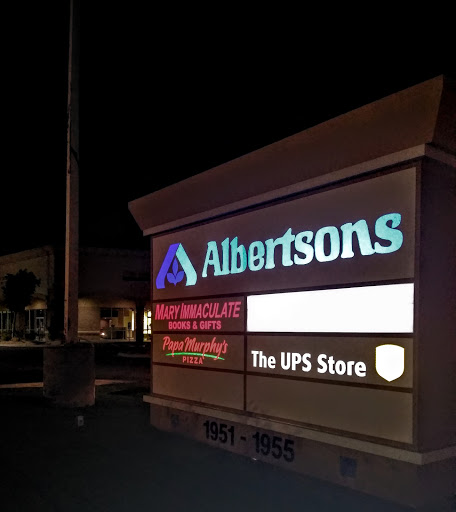 Albertsons
MARY IMMACULATE
BOOKS & GIFTS
Papa Murphy's
PIZZA
The UPS Store
1951 - 1955